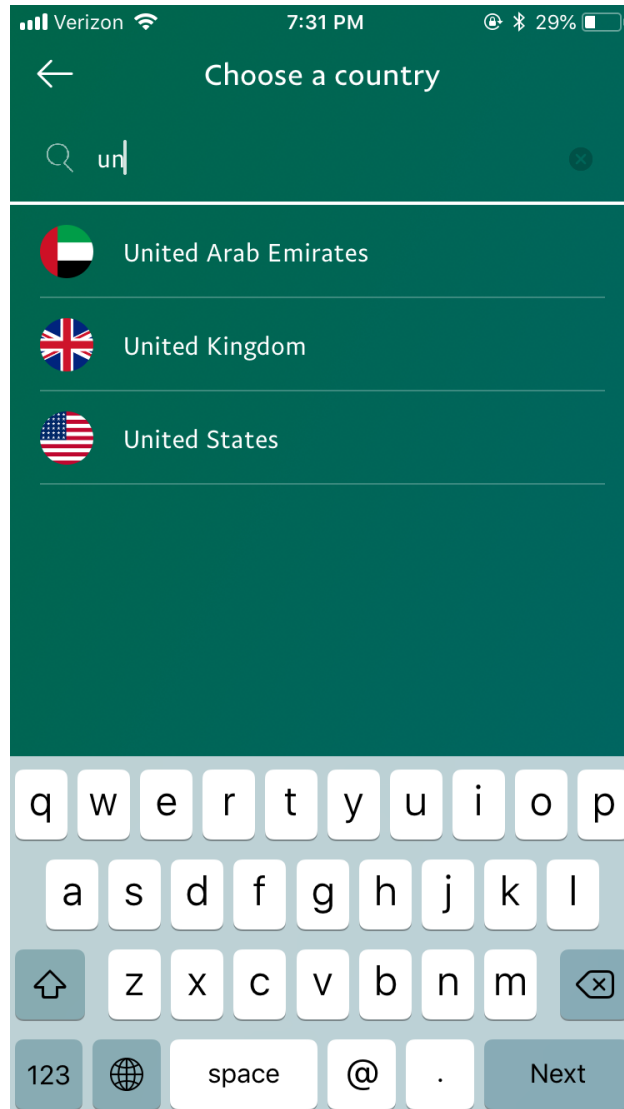 Verizon 7:31 PM 29%
Choose a country
un
United Arab Emirates
United Kingdom
United States
q w e r t y u i o p
a s d f g h j k l
z x c v b n m
123 space @ . Next